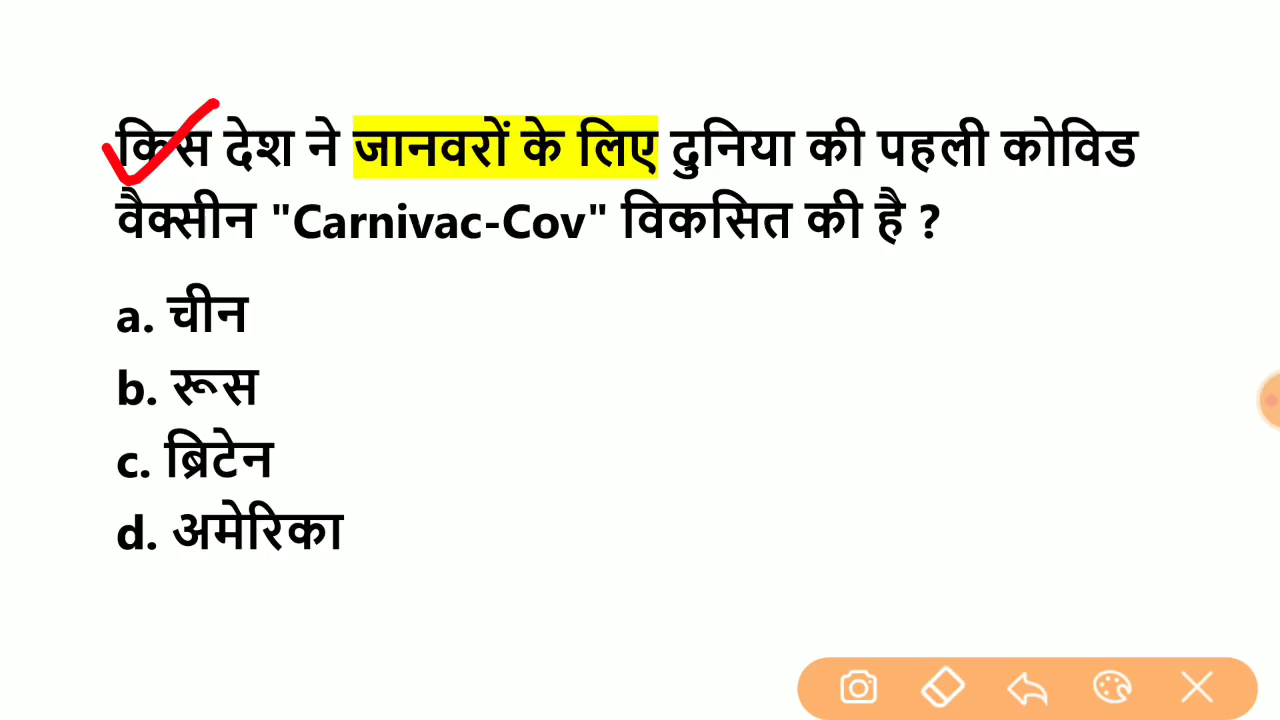 किस देश ने जानवरों के लिए दुनिया की पहली कोविड
वैक्सीन "Carnivac-Cov" विकसित की है ?
a. चीन
b. रूस
c. ब्रिटेन
d. अमेरिका